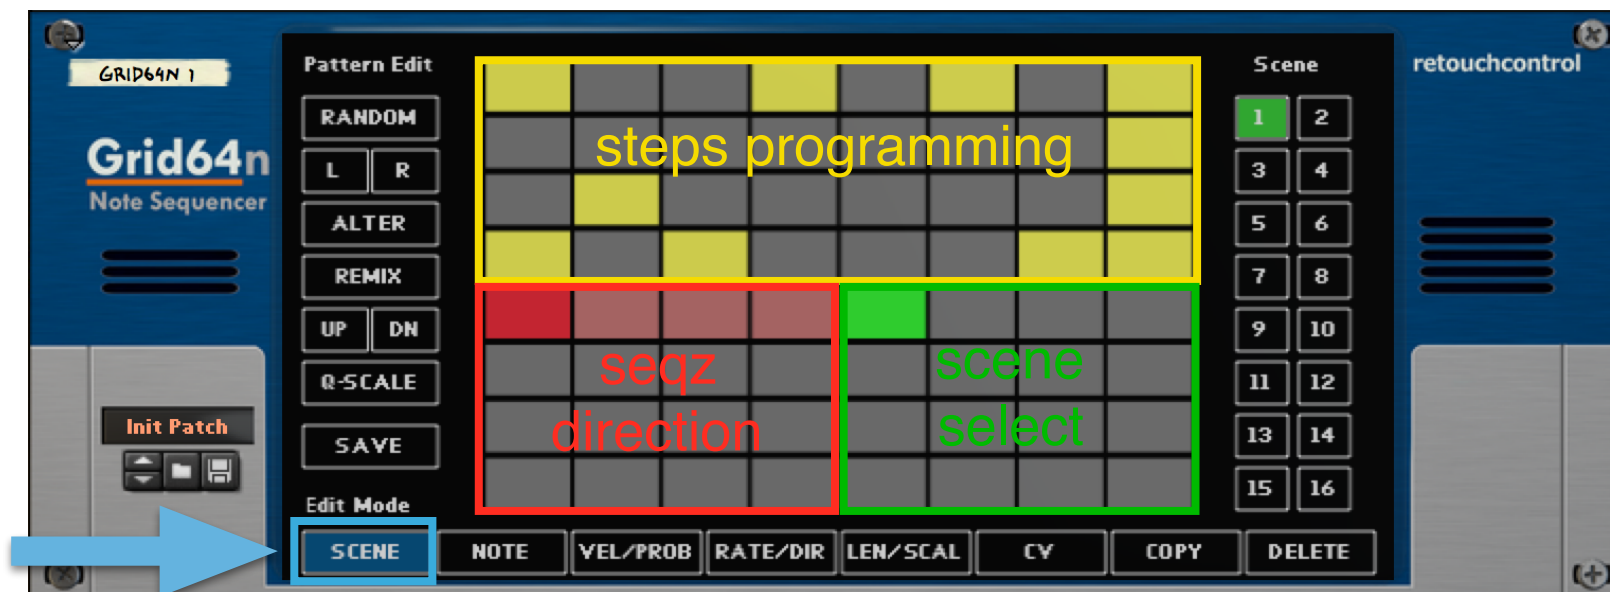 GRID64N 1
Grid64n
Note Sequencer
Init Patch
Pattern Edit
RANDOM
L R
ALTER
REMIX
UP DN
Q-SCALE
SAVE
Edit Mode
steps programming
seqz
direction
scene
select
Scene
1 2
3 4
5 6
7 8
9 10
11 12
13 14
15 16
retouchcontrol
SCENE NOTE VEL/PROB RATE/DIR LEN/SCAL CV COPY DELETE